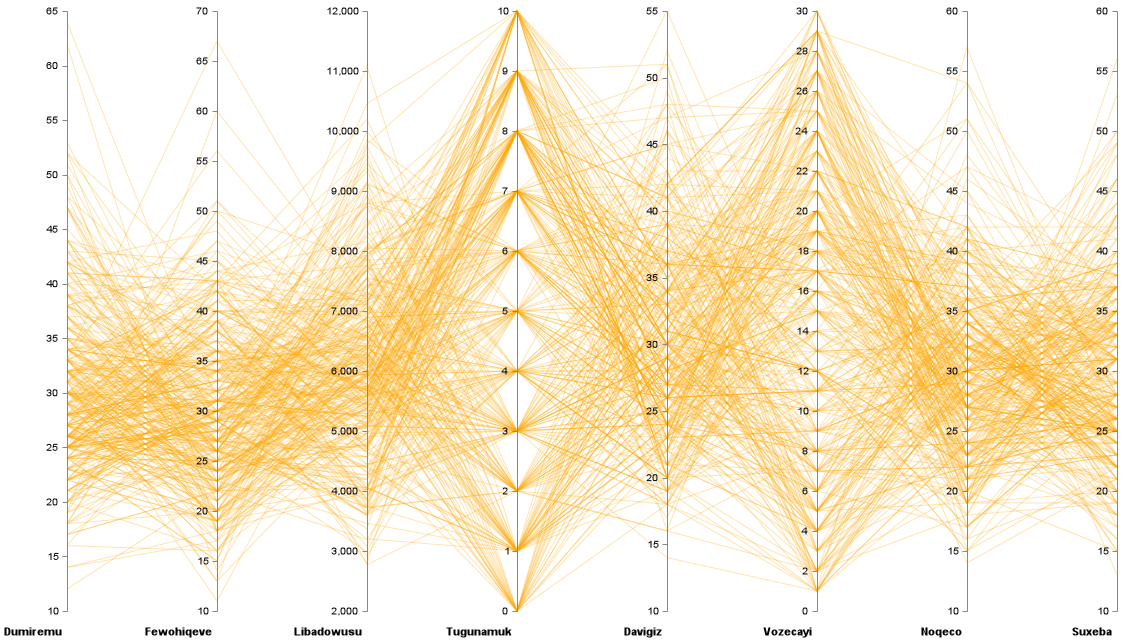 65 60 55 50 45 40 35 30 25 20 15 10
70 65 60 55 50 45 40 35 30 25 20 15 10
12,000 11,000 10,000 9,000 8,000 7,000 6,000 5,000 4,000 3,000 2,000
10 9 8 7 6 5 4 3 2 1 0
55 50 45 40 35 30 25 20 15 10
30 28 26 24 22 20 18 16 14 12 10 8 6 4 2 0
60 55 50 45 40 35 30 25 20 15 10
60 55 50 45 40 35 30 25 20 15 10
Dumiremu Fewohiqeve Libadowusu Tugunamuk Davigiz Vozecayi Noqeco Suxeba